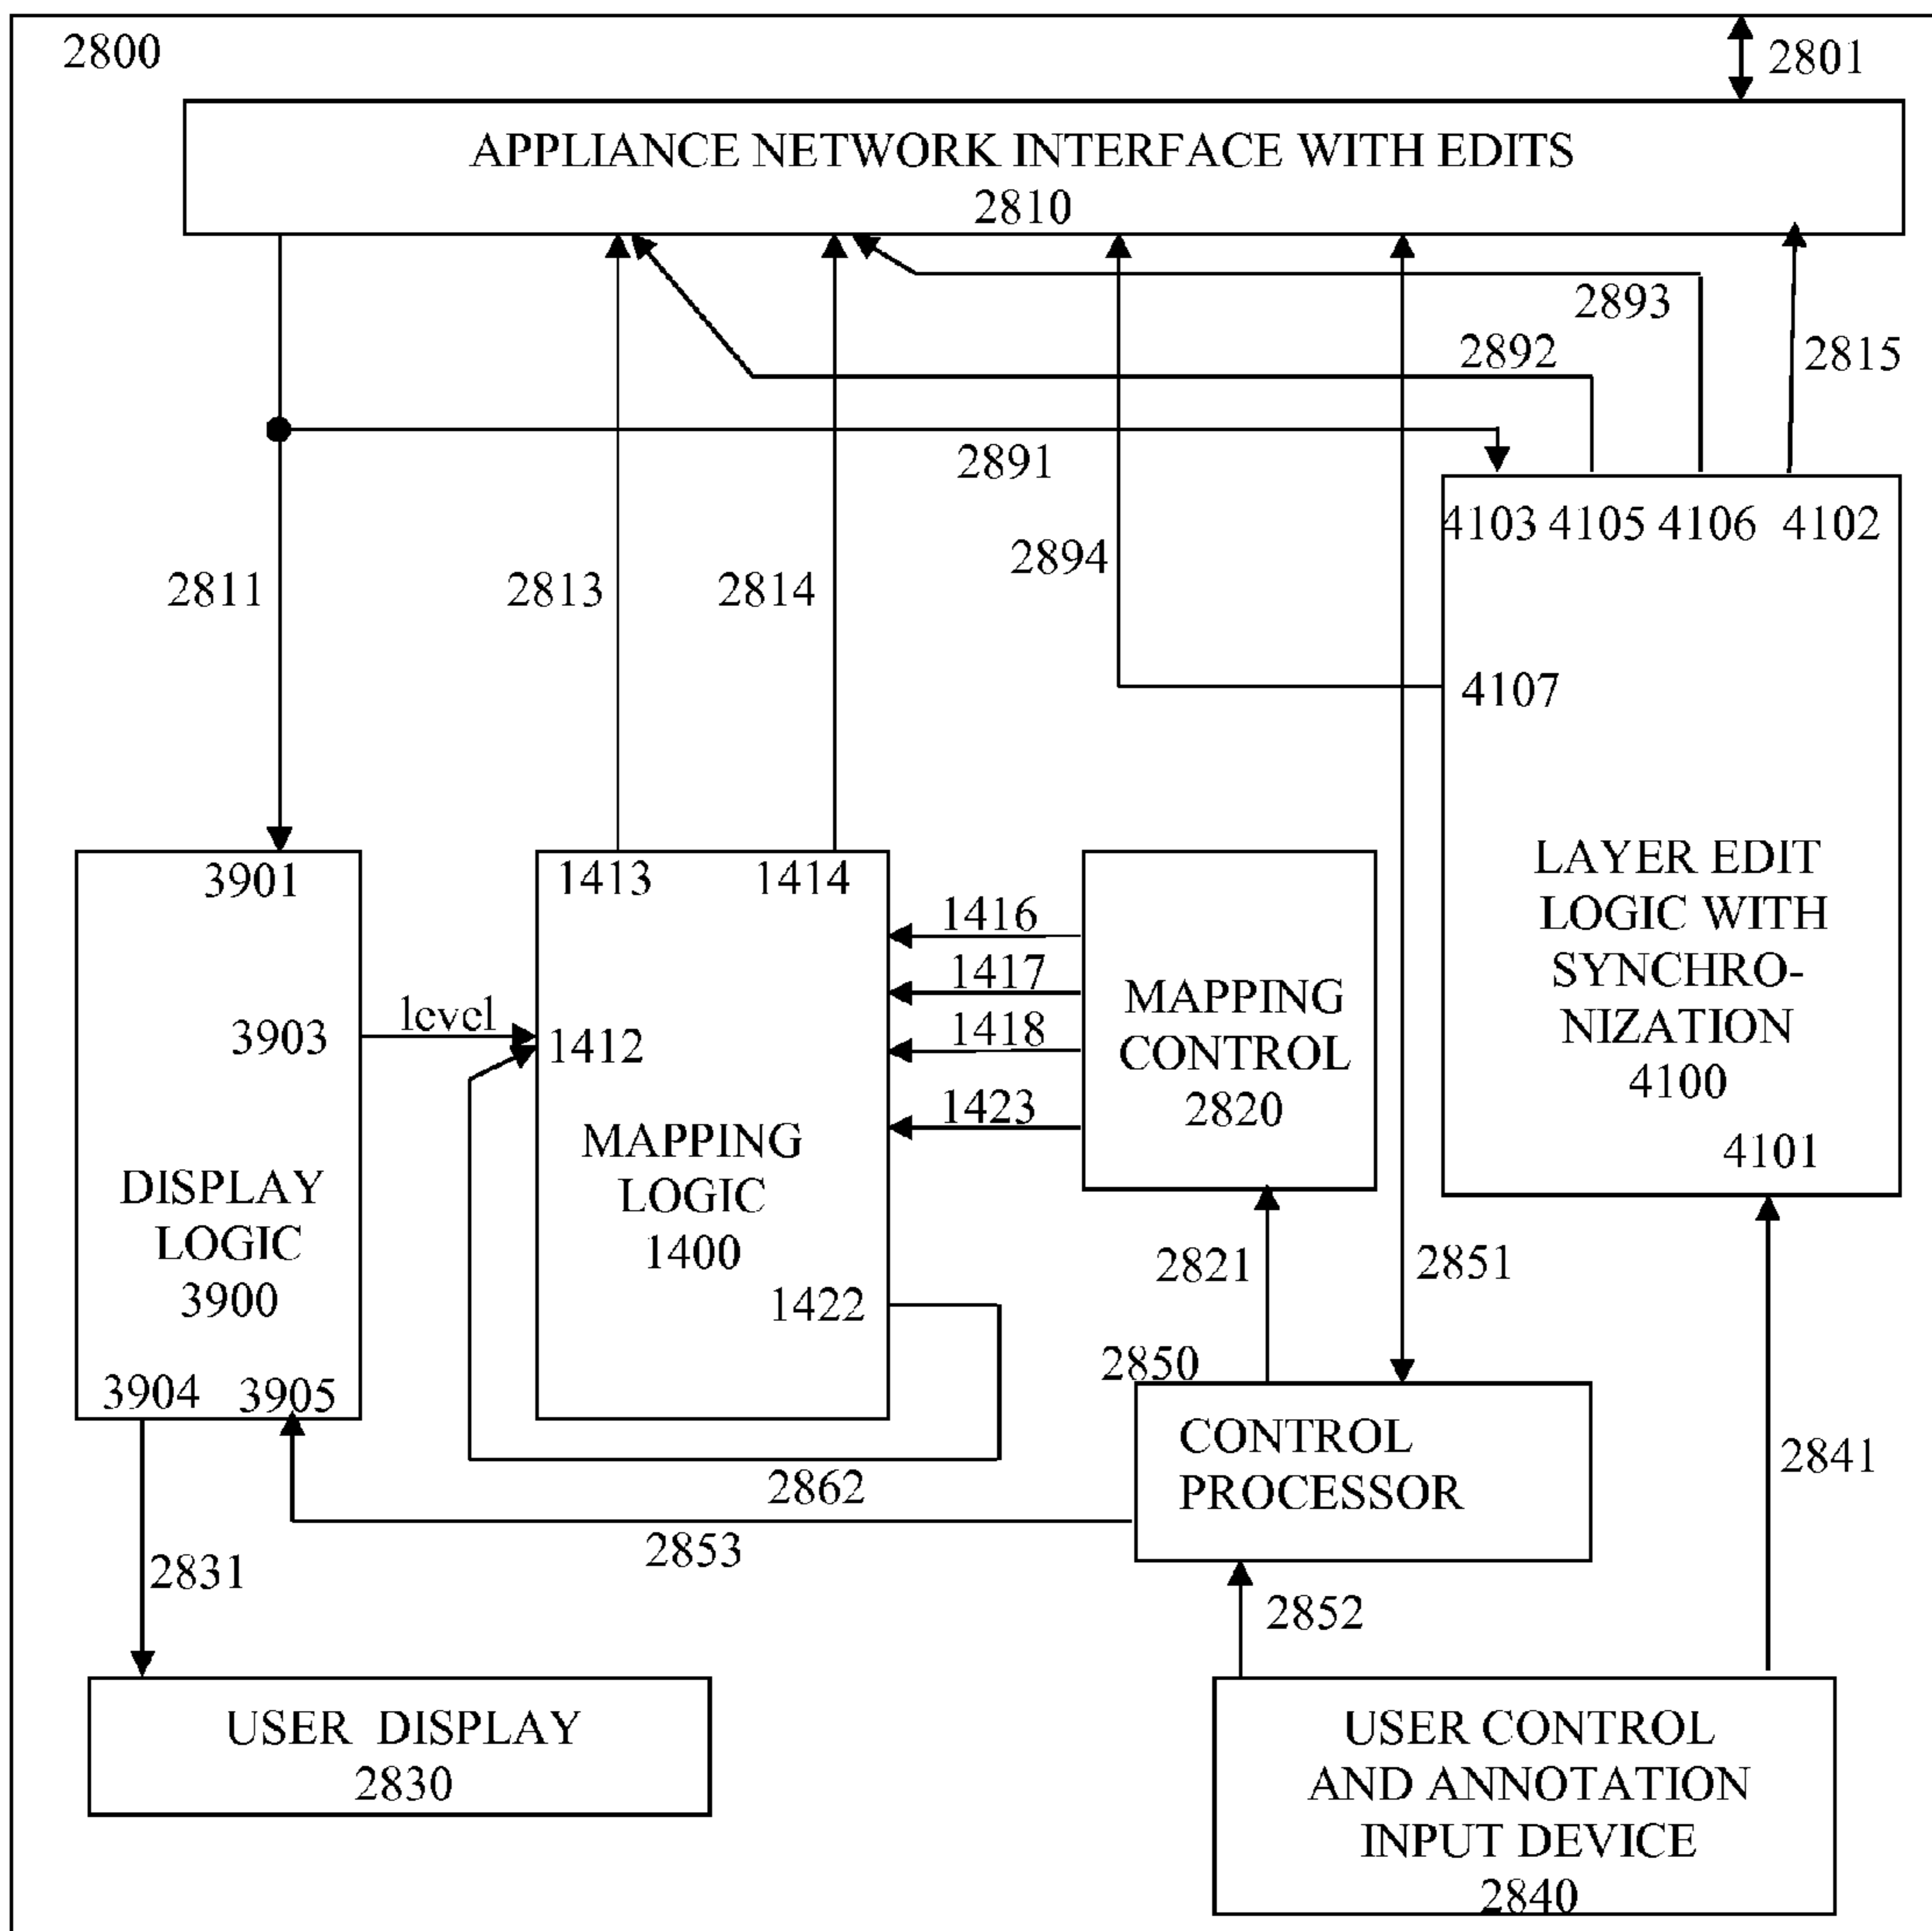 2800
2801
APPLIANCE NETWORK INTERFACE WITH EDITS
2810
2893
2892
2815
2891
4103 4105 4106 4102
2894
2811
2813
2814
4107
3901
1413
1414
LAYER EDIT
LOGIC WITH
SYNCHRO-
NIZATION
4100
4101
1416
1417
1418
1423
MAPPING
CONTROL
2820
level
3903
1412
MAPPING
LOGIC
1400
1422
DISPLAY
LOGIC
3900
3904
3905
2821
2851
2850
CONTROL
PROCESSOR
2841
2862
2853
2831
2852
USER DISPLAY
2830
USER CONTROL
AND ANNOTATION
INPUT DEVICE
2840